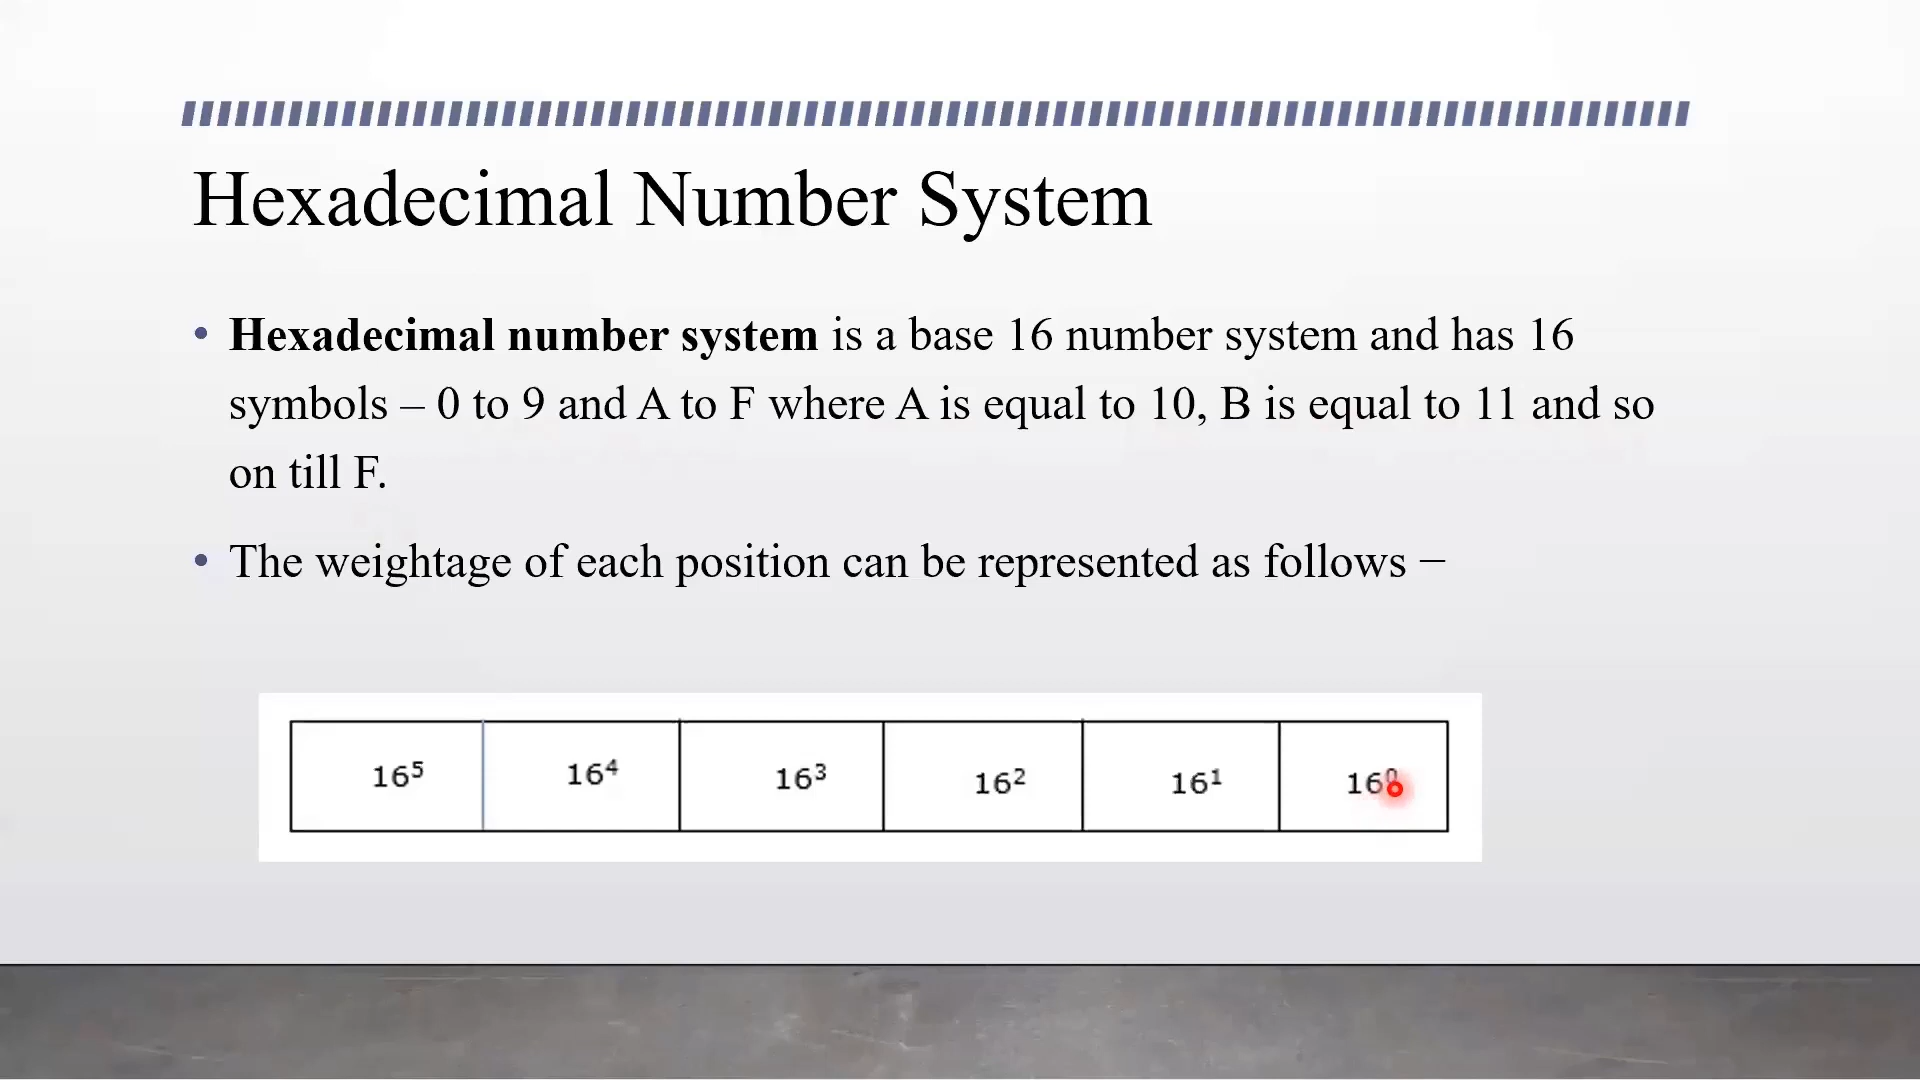 Hexadecimal Number System
• Hexadecimal number system is a base 16 number system and has 16
symbols – 0 to 9 and A to F where A is equal to 10, B is equal to 11 and so
on till F.
• The weightage of each position can be represented as follows −
16⁵ 16⁴ 16³ 16² 16¹ 16⁰